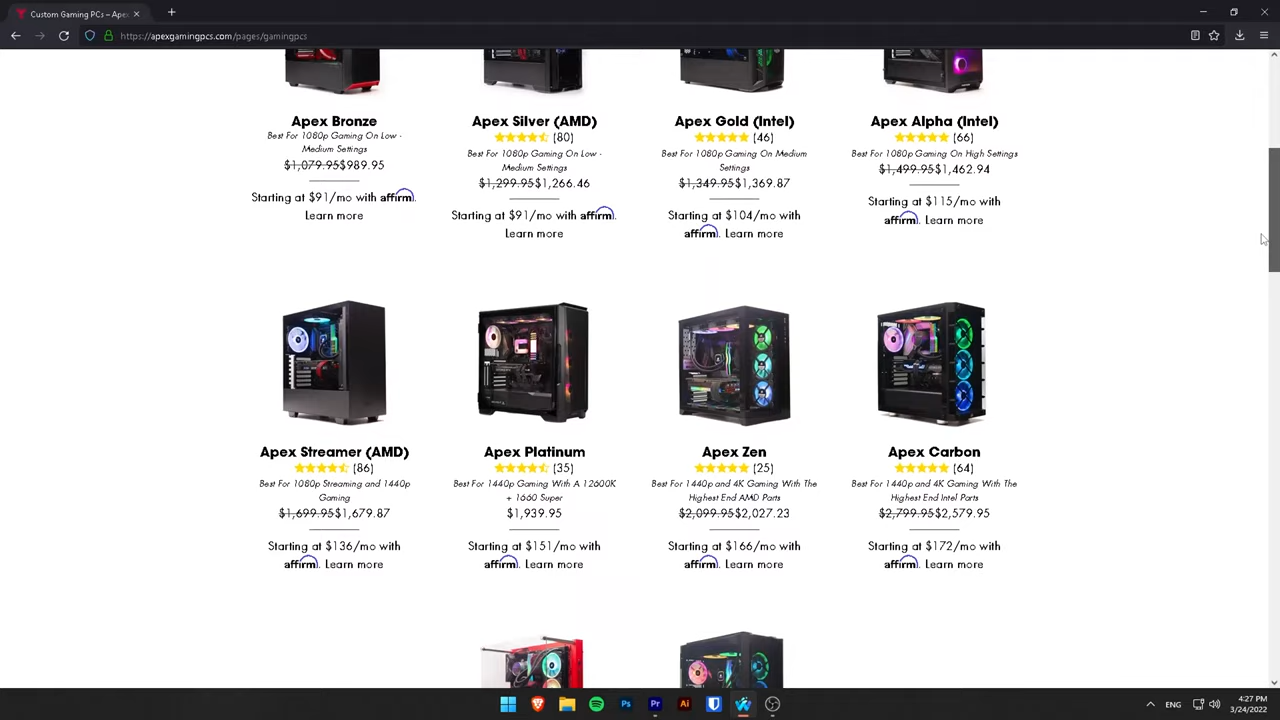 Custom Gaming PCs – Apex
https://apexgamingpcs.com/pages/gamingpcs
Apex Bronze
Best For 1080p Gaming On Low -
Medium Settings
$1,079.95$989.95
Starting at $91/mo with affirm.
Learn more
Apex Silver (AMD)
(80)
Best For 1080p Gaming On Low -
Medium Settings
$1,299.95$1,266.46
Starting at $91/mo with affirm.
Learn more
Apex Gold (Intel)
(46)
Best For 1080p Gaming On Medium
Settings
$1,349.95$1,369.87
Starting at $104/mo with
affirm. Learn more
Apex Alpha (Intel)
(66)
Best For 1080p Gaming On High Settings
$1,499.95$1,462.94
Starting at $115/mo with
affirm. Learn more
Apex Streamer (AMD)
(86)
Best For 1080p Streaming and 1440p
Gaming
$1,699.95$1,679.87
Starting at $136/mo with
affirm. Learn more
Apex Platinum
(35)
Best For 1440p Gaming With A 12600K
+ 1660 Super
$1,939.95
Starting at $151/mo with
affirm. Learn more
Apex Zen
(25)
Best For 1440p and 4K Gaming With The
Highest End AMD Parts
$2,099.95$2,027.23
Starting at $166/mo with
affirm. Learn more
Apex Carbon
(64)
Best For 1440p and 4K Gaming With The
Highest End Intel Parts
$2,799.95$2,579.95
Starting at $172/mo with
affirm. Learn more
Ps
Pr
Ai
ENG
4:27 PM
3/24/2022